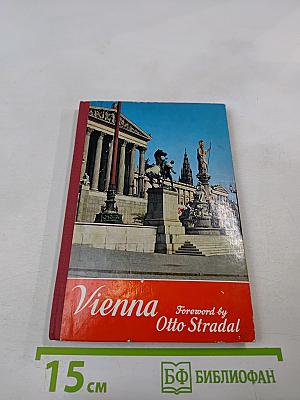 Vienna
Foreword by
Otto Stradal
15 см
БФ БИБЛИОФАН